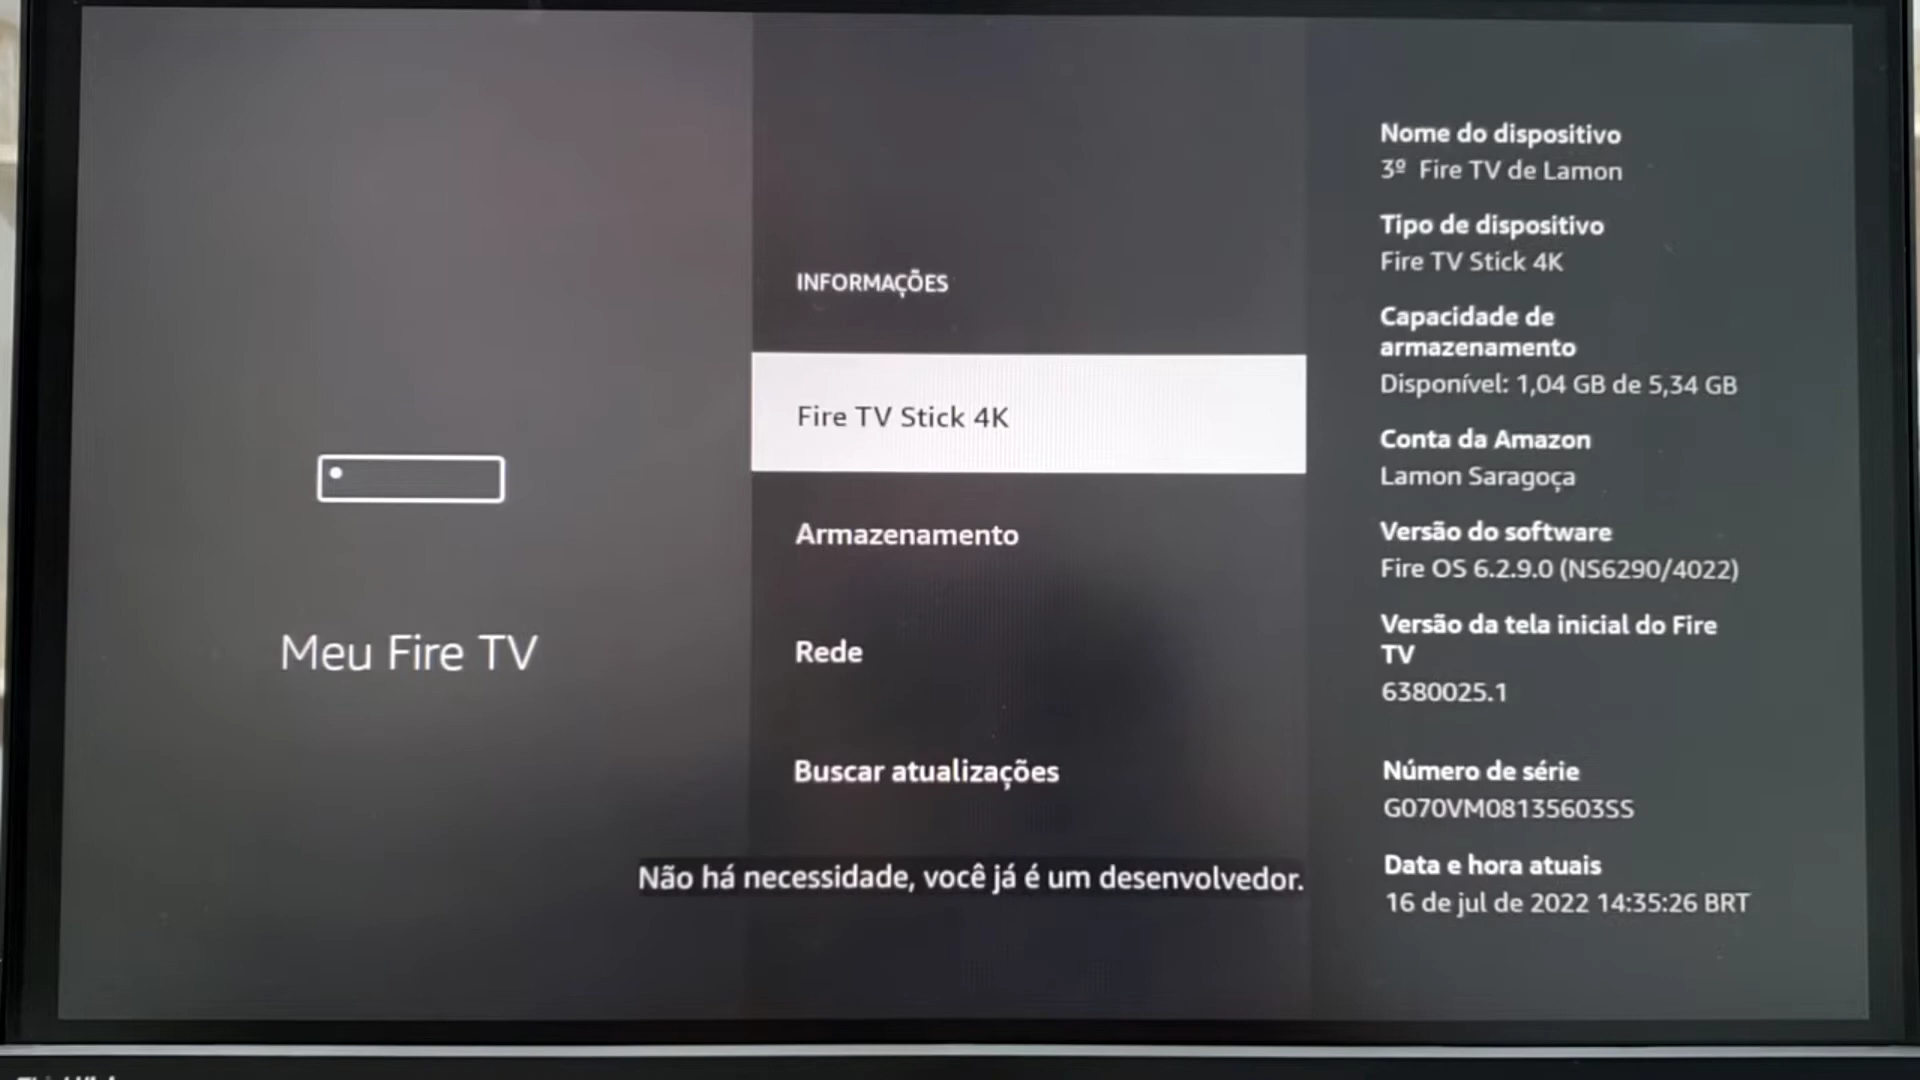 Meu Fire TV
INFORMAÇÕES
Fire TV Stick 4K
Armazenamento
Rede
Buscar atualizações
Não há necessidade, você já é um desenvolvedor.
Nome do dispositivo
3º Fire TV de Lamon
Tipo de dispositivo
Fire TV Stick 4K
Capacidade de
armazenamento
Disponível: 1,04 GB de 5,34 GB
Conta da Amazon
Lamon Saragoça
Versão do software
Fire OS 6.2.9.0 (NS6290/4022)
Versão da tela inicial do Fire
TV
6380025.1
Número de série
G070VM08135603SS
Data e hora atuais
16 de jul de 2022 14:35:26 BRT